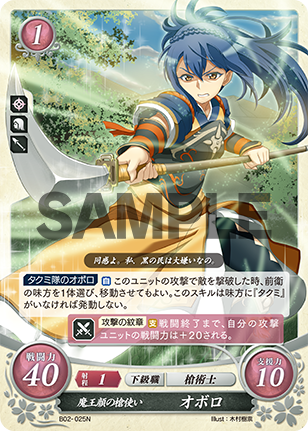 1
SAMPLE
同感よ。私、黒の民は大嫌いなの。
タクミ隊のオボロ 自 このユニットの攻撃で敵を撃破した時、前衛
の味方を1体選び、移動させてもよい。このスキルは味方に『タクミ』
がいなければ発動しない。
攻撃の紋章 支 戦闘終了まで、自分の攻撃
ユニットの戦闘力は+20される。
戦闘力
40
射程 1 下級職 槍術士
支援力
10
魔王顔の槍使い オボロ
B02-025N
Illust:木村樹崇